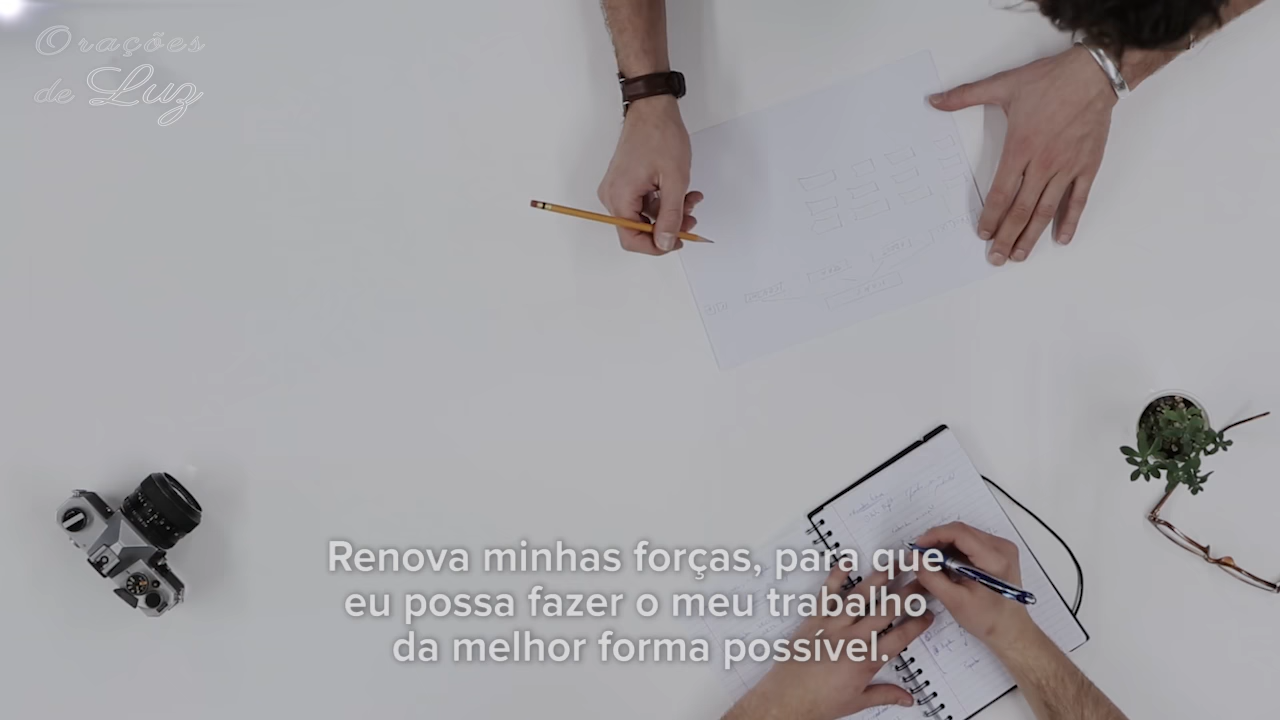 Orações
de Luz
Renova minhas forças, para que
eu possa fazer o meu trabalho
da melhor forma possível.